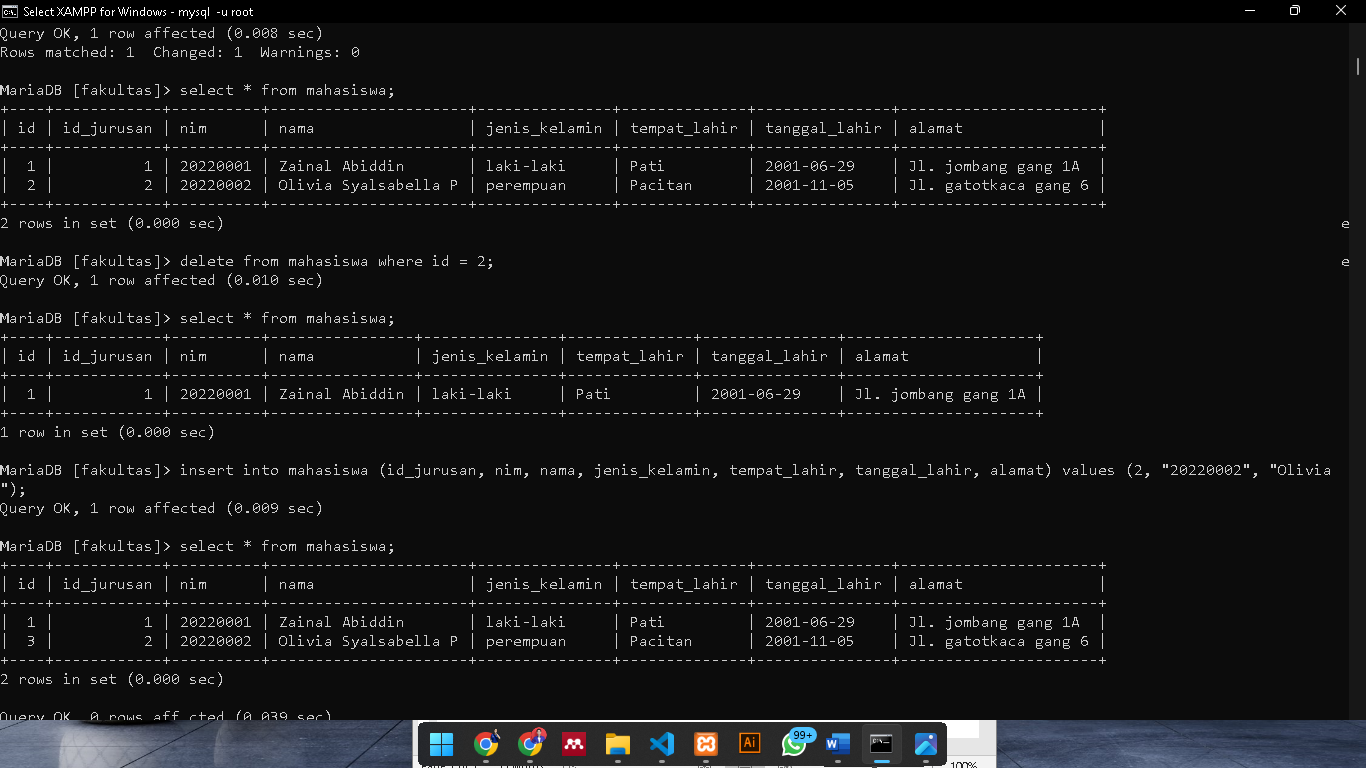 Select XAMPP for Windows - mysql -u root
Query OK, 1 row affected (0.008 sec)
Rows matched: 1  Changed: 1  Warnings: 0
MariaDB [fakultas]> select * from mahasiswa;
+----+------------+----------+-----------------------+---------------+--------------+---------------+----------------------+
| id | id_jurusan | nim      | nama                | jenis_kelamin | tempat_lahir | tanggal_lahir | alamat               |
+----+------------+----------+---------------------+---------------+--------------+---------------+----------------------+
|  1 |          1 | 20220001 | Zainal Abiddin      | laki-laki     | Pati         | 2001-06-29    | Jl. jombang gang 1A  |
|  2 |          2 | 20220002 | Olivia Syalsabella P | perempuan     | Pacitan      | 2001-11-05    | Jl. gatotkaca gang 6 |
+----+------------+----------+---------------------+---------------+--------------+---------------+----------------------+
2 rows in set (0.000 sec) e
MariaDB [fakultas]> delete from mahasiswa where id = 2; e
Query OK, 1 row affected (0.010 sec)
MariaDB [fakultas]> select * from mahasiswa;
+----+------------+----------+----------------+---------------+--------------+---------------+---------------------+
| id | id_jurusan | nim      | nama           | jenis_kelamin | tempat_lahir | tanggal_lahir | alamat              |
+----+------------+----------+----------------+---------------+--------------+---------------+---------------------+
|  1 |          1 | 20220001 | Zainal Abiddin | laki-laki     | Pati         | 2001-06-29    | Jl. jombang gang 1A |
+----+------------+----------+----------------+---------------+--------------+---------------+---------------------+
1 row in set (0.000 sec)
MariaDB [fakultas]> insert into mahasiswa (id_jurusan, nim, nama, jenis_kelamin, tempat_lahir, tanggal_lahir, alamat) values (2, "20220002", "Olivia
");
Query OK, 1 row affected (0.009 sec)
MariaDB [fakultas]> select * from mahasiswa;
+----+------------+----------+----------------------+---------------+--------------+---------------+----------------------+
| id | id_jurusan | nim      | nama                 | jenis_kelamin | tempat_lahir | tanggal_lahir | alamat               |
+----+------------+----------+----------------------+---------------+--------------+---------------+----------------------+
|  1 |          1 | 20220001 | Zainal Abiddin       | laki-laki     | Pati         | 2001-06-29    | Jl. jombang gang 1A  |
|  3 |          2 | 20220002 | Olivia Syalsabella P | perempuan     | Pacitan      | 2001-11-05    | Jl. gatotkaca gang 6 |
+----+------------+----------+----------------------+---------------+--------------+---------------+----------------------+
2 rows in set (0.000 sec)
Query OK, 0 rows aff cted (0.039 sec)
99+
Ai
100%